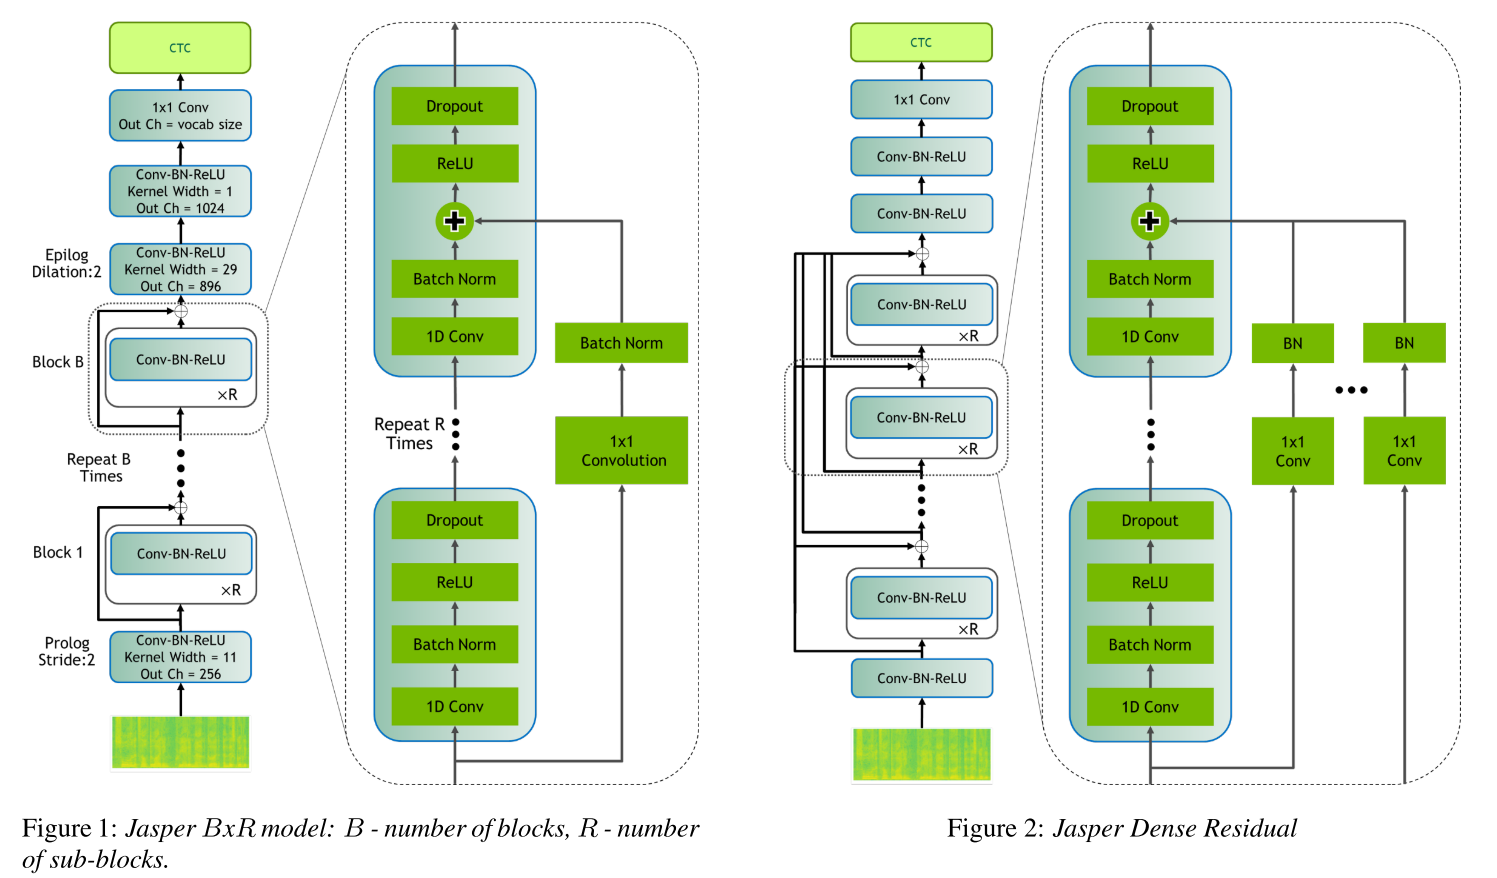 CTC
1x1 Conv
Out Ch = vocab size
Conv-BN-ReLU
Kernel Width = 1
Out Ch = 1024
Epilog
Dilation:2
Conv-BN-ReLU
Kernel Width = 29
Out Ch = 896
Block B
Conv-BN-ReLU
×R
Repeat B
Times
Block 1
Conv-BN-ReLU
×R
Prolog
Stride:2
Conv-BN-ReLU
Kernel Width = 11
Out Ch = 256
Dropout
ReLU
Batch Norm
1D Conv
Repeat R
Times
Batch Norm
1x1
Convolution
Dropout
ReLU
Batch Norm
1D Conv
Figure 1: Jasper BxR model: B - number of blocks, R - number
of sub-blocks.
CTC
1x1 Conv
Conv-BN-ReLU
Conv-BN-ReLU
Conv-BN-ReLU
×R
Conv-BN-ReLU
×R
Conv-BN-ReLU
×R
Conv-BN-ReLU
Dropout
ReLU
Batch Norm
1D Conv
BN
BN
1x1
Conv
1x1
Conv
Dropout
ReLU
Batch Norm
1D Conv
Figure 2: Jasper Dense Residual